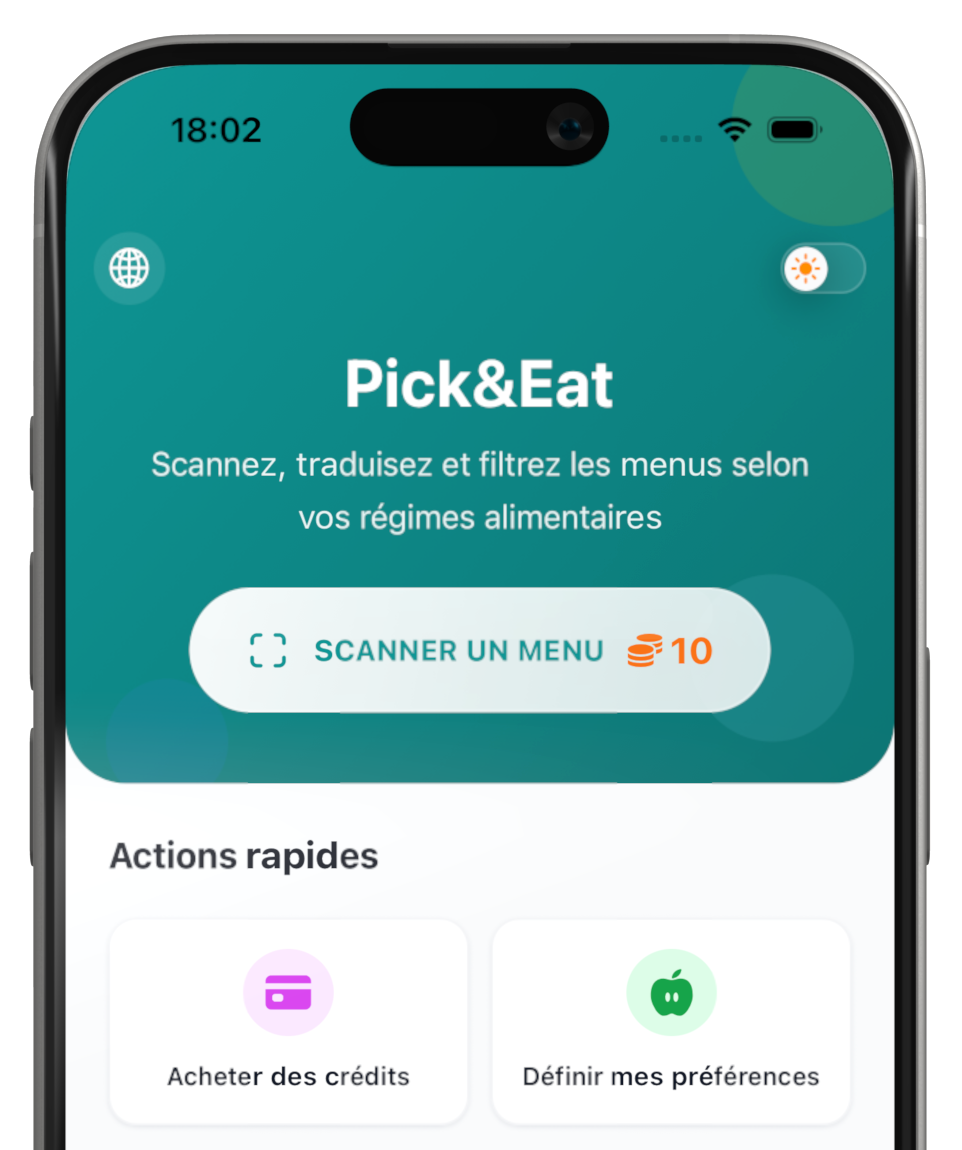 18:02
Pick&Eat
Scannez, traduisez et filtrez les menus selon
vos régimes alimentaires
SCANNER UN MENU 10
Actions rapides
Acheter des crédits
Définir mes préférences